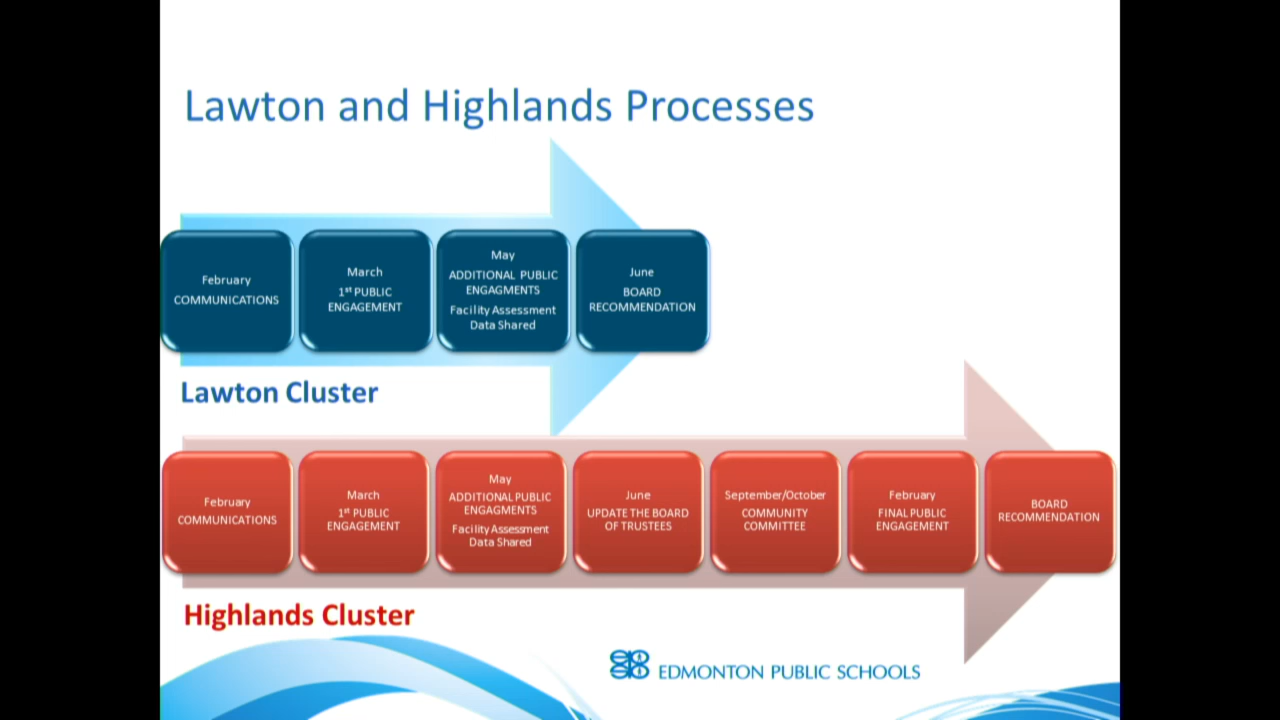 Lawton and Highlands Processes
February
COMMUNICATIONS
March
1st PUBLIC
ENGAGEMENT
May
ADDITIONAL PUBLIC
ENGAGMENTS
Facility Assessment
Data Shared
June
BOARD
RECOMMENDATION
Lawton Cluster
February
COMMUNICATIONS
March
1st PUBLIC
ENGAGEMENT
May
ADDITIONAL PUBLIC
ENGAGMENTS
Facility Assessment
Data Shared
June
UPDATE THE BOARD
OF TRUSTEES
September/October
COMMUNITY
COMMITTEE
February
FINAL PUBLIC
ENGAGEMENT
BOARD
RECOMMENDATION
Highlands Cluster
EDMONTON PUBLIC SCHOOLS